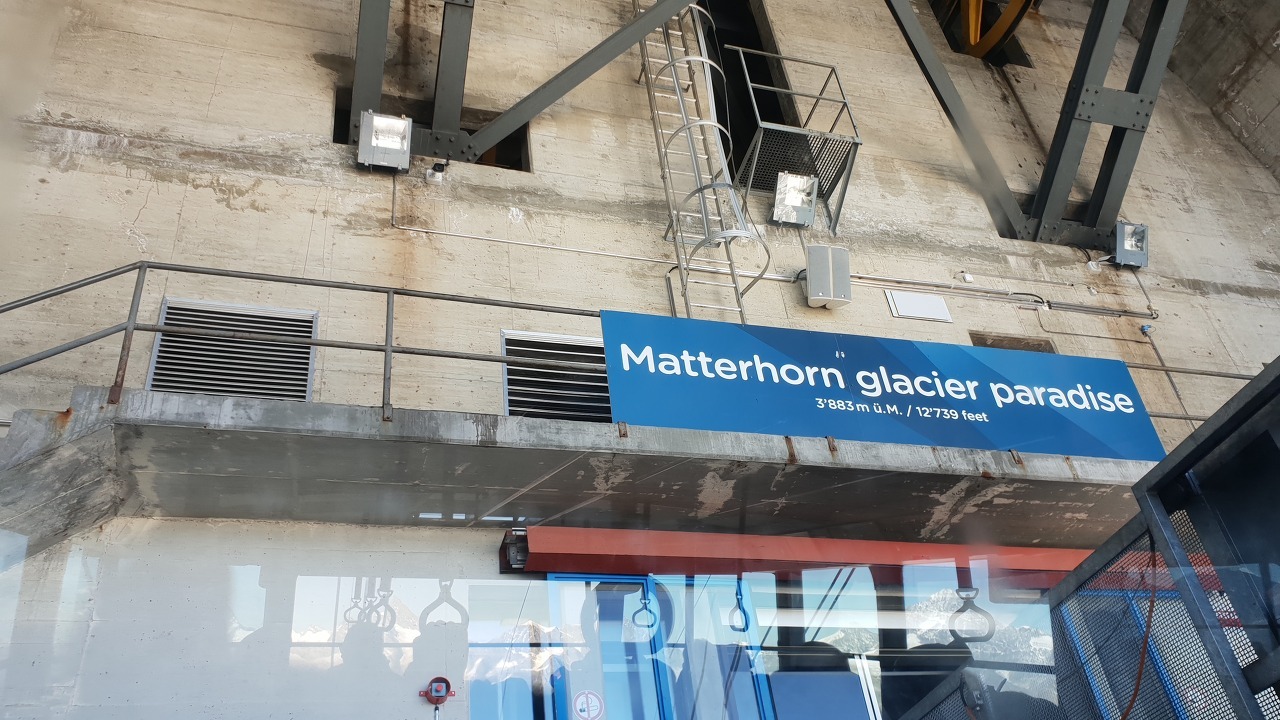 Matterhorn glacier paradise
3'883 m ü.M. / 12'739 feet